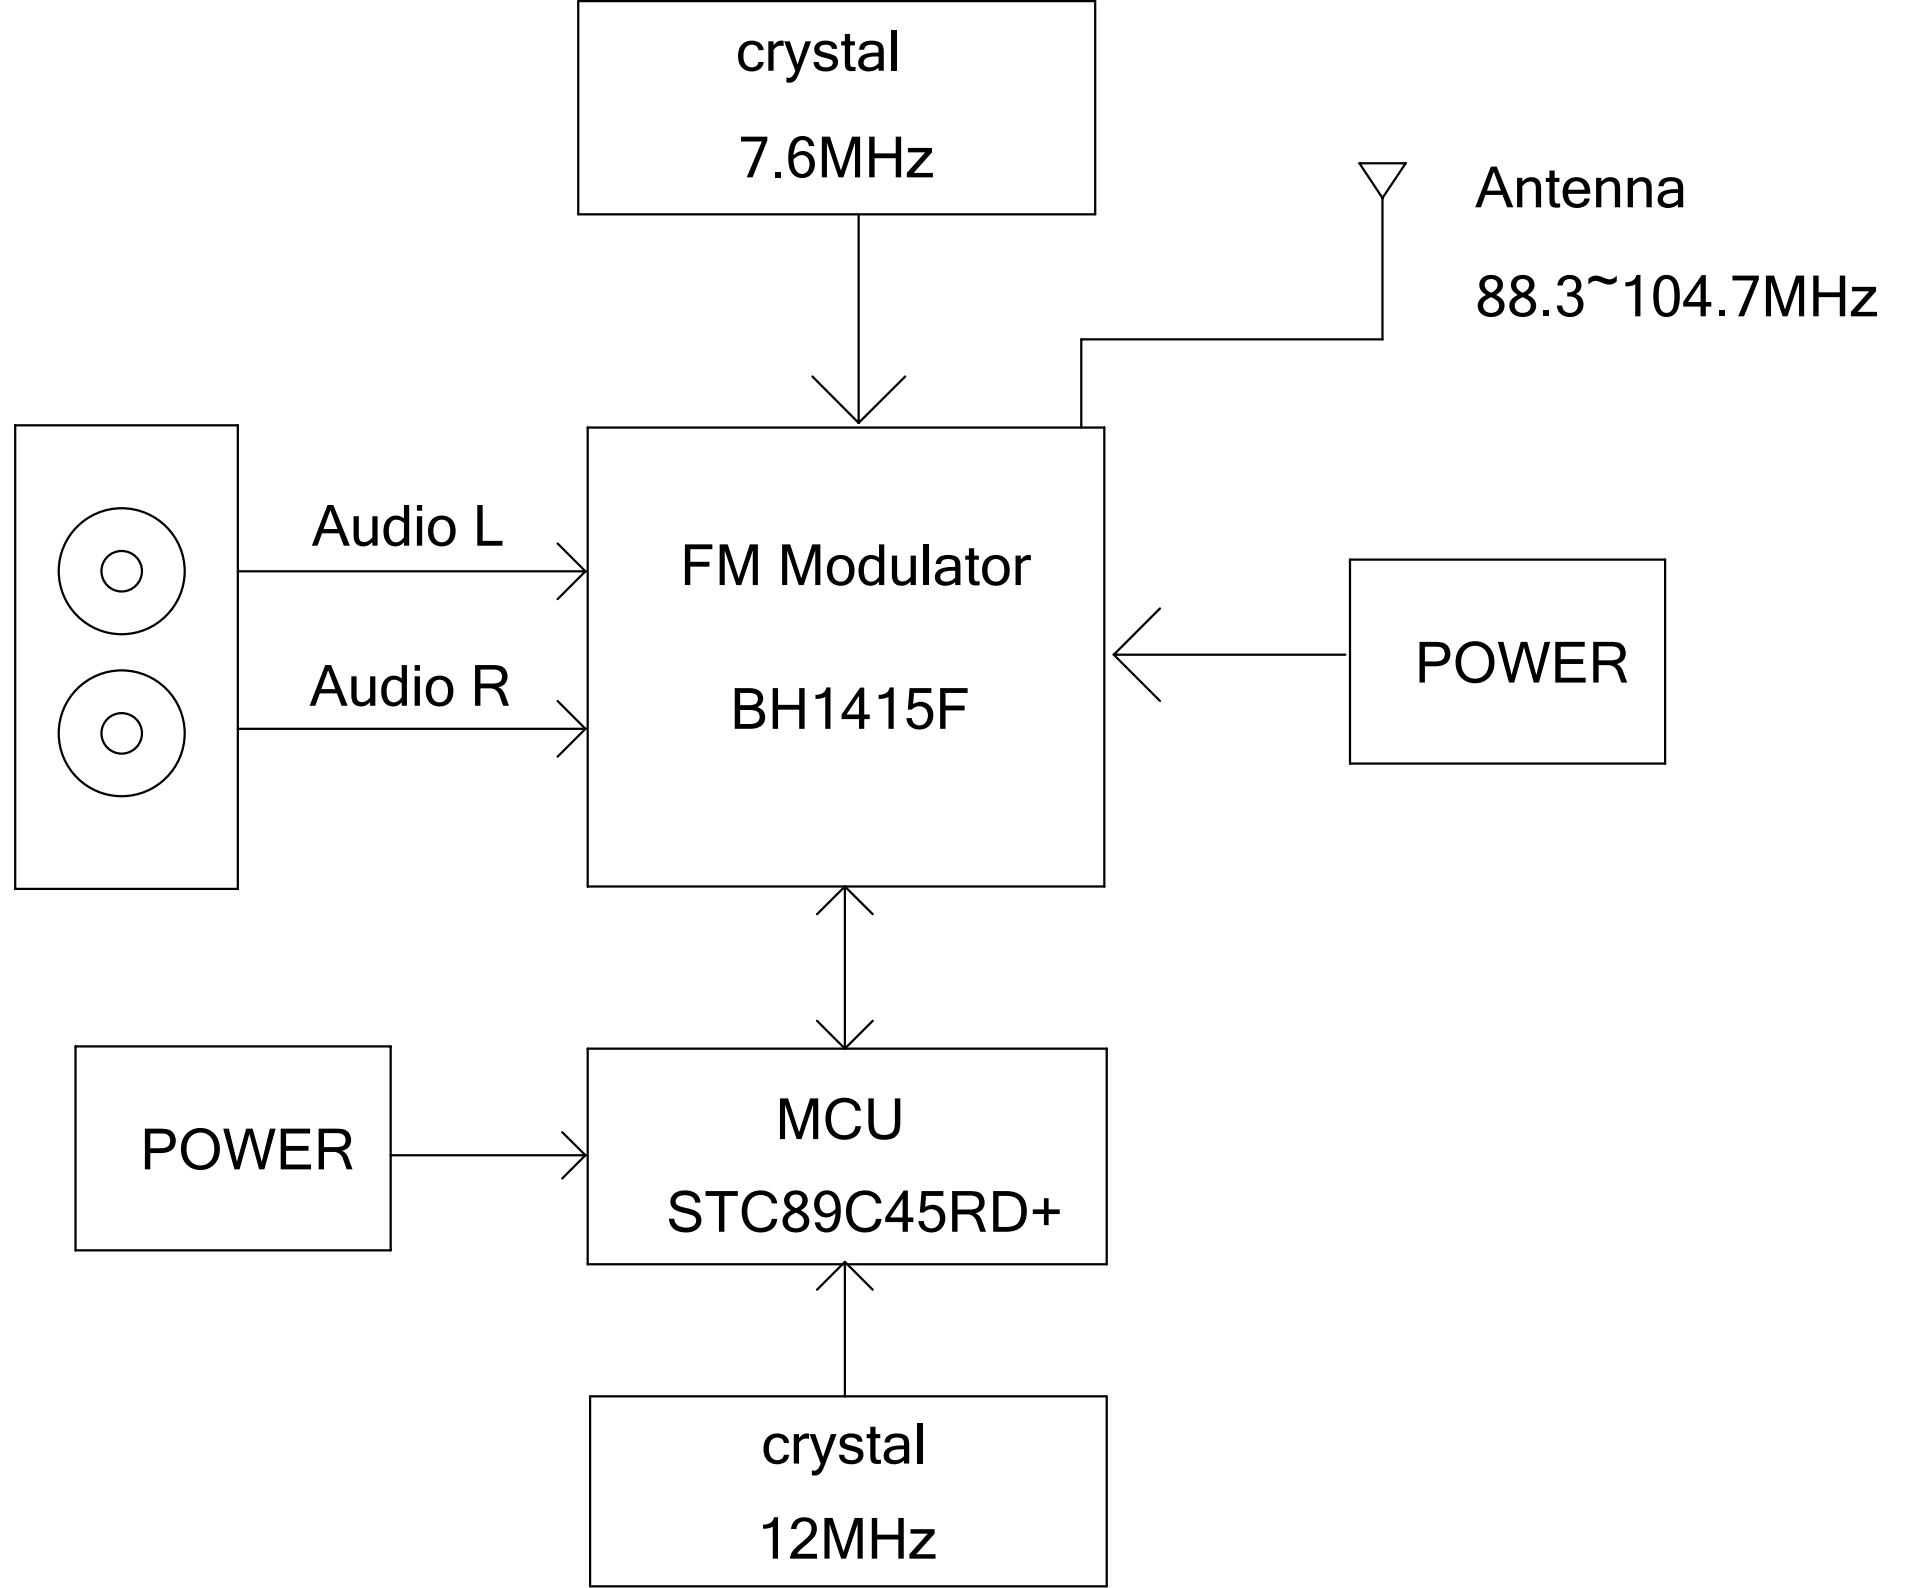 crystal
7.6MHz
Antenna
88.3~104.7MHz
Audio L
FM Modulator
Audio R
BH1415F
POWER
MCU
POWER
STC89C45RD+
crystal
12MHz